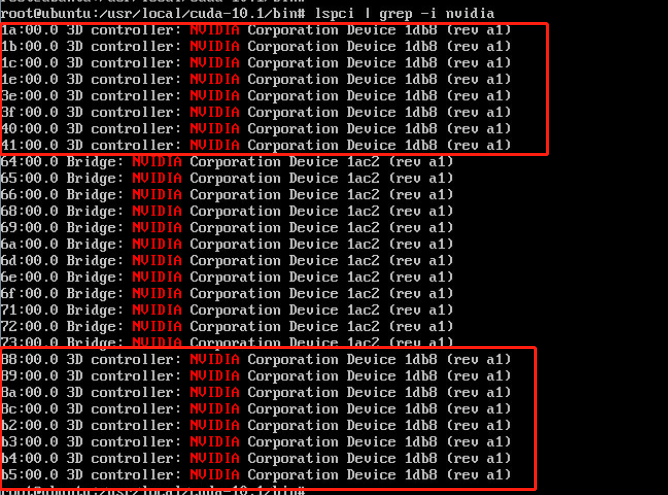 root@ubuntu:/usr/local/cuda-10.1/bin#
root@ubuntu:/usr/local/cuda-10.1/bin# lspci | grep -i nvidia
1a:00.0 3D controller: NVIDIA Corporation Device 1db8 (rev a1)
1b:00.0 3D controller: NVIDIA Corporation Device 1db8 (rev a1)
1c:00.0 3D controller: NVIDIA Corporation Device 1db8 (rev a1)
1e:00.0 3D controller: NVIDIA Corporation Device 1db8 (rev a1)
3e:00.0 3D controller: NVIDIA Corporation Device 1db8 (rev a1)
3f:00.0 3D controller: NVIDIA Corporation Device 1db8 (rev a1)
40:00.0 3D controller: NVIDIA Corporation Device 1db8 (rev a1)
41:00.0 3D controller: NVIDIA Corporation Device 1db8 (rev a1)
64:00.0 Bridge: NVIDIA Corporation Device 1ac2 (rev a1)
65:00.0 Bridge: NVIDIA Corporation Device 1ac2 (rev a1)
66:00.0 Bridge: NVIDIA Corporation Device 1ac2 (rev a1)
68:00.0 Bridge: NVIDIA Corporation Device 1ac2 (rev a1)
69:00.0 Bridge: NVIDIA Corporation Device 1ac2 (rev a1)
6a:00.0 Bridge: NVIDIA Corporation Device 1ac2 (rev a1)
6d:00.0 Bridge: NVIDIA Corporation Device 1ac2 (rev a1)
6e:00.0 Bridge: NVIDIA Corporation Device 1ac2 (rev a1)
6f:00.0 Bridge: NVIDIA Corporation Device 1ac2 (rev a1)
71:00.0 Bridge: NVIDIA Corporation Device 1ac2 (rev a1)
72:00.0 Bridge: NVIDIA Corporation Device 1ac2 (rev a1)
73:00.0 Bridge: NVIDIA Corporation Device 1ac2 (rev a1)
88:00.0 3D controller: NVIDIA Corporation Device 1db8 (rev a1)
89:00.0 3D controller: NVIDIA Corporation Device 1db8 (rev a1)
8a:00.0 3D controller: NVIDIA Corporation Device 1db8 (rev a1)
8c:00.0 3D controller: NVIDIA Corporation Device 1db8 (rev a1)
b2:00.0 3D controller: NVIDIA Corporation Device 1db8 (rev a1)
b3:00.0 3D controller: NVIDIA Corporation Device 1db8 (rev a1)
b4:00.0 3D controller: NVIDIA Corporation Device 1db8 (rev a1)
b5:00.0 3D controller: NVIDIA Corporation Device 1db8 (rev a1)
root@ubuntu:/usr/local/cuda-10.1/bin#